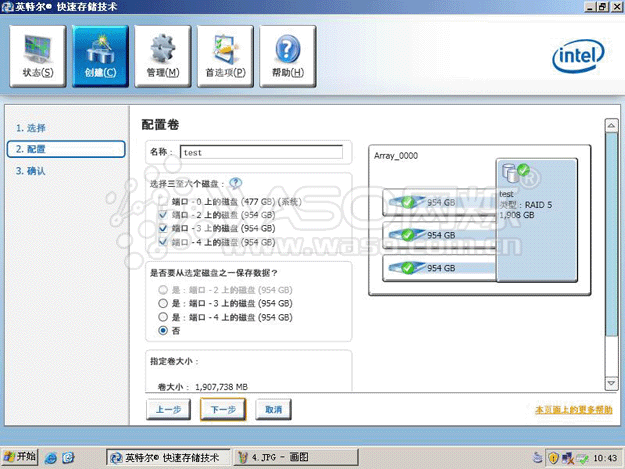 英特尔® 快速存储技术
状态(S)
创建(C)
管理(M)
首选项(P)
帮助(H)
intel
1. 选择
2. 配置
3. 确认
配置卷
名称： test
选择三至六个磁盘：
端口 - 0 上的磁盘 (477 GB) (系统)
端口 - 2 上的磁盘 (954 GB)
端口 - 3 上的磁盘 (954 GB)
端口 - 4 上的磁盘 (954 GB)
是否要从选定磁盘之一保存数据？
是：端口 - 2 上的磁盘 (954 GB)
是：端口 - 3 上的磁盘 (954 GB)
是：端口 - 4 上的磁盘 (954 GB)
否
指定卷大小：
卷大小： 1,907,738 MB
Array_0000
954 GB
954 GB
954 GB
test
类型：RAID 5
1,908 GB
WASO网烁
www.waso.com.cn
上一步
下一步
取消
本页面上的更多帮助
开始
英特尔® 快速存储技术
4.JPG - 画图
10:43